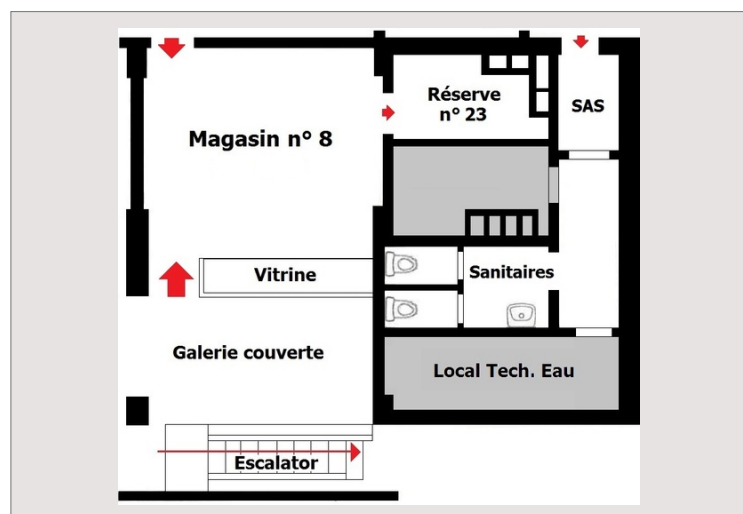 Réserve
n° 23
SAS
Magasin n° 8
Vitrine
Sanitaires
Galerie couverte
Local Tech. Eau
Escalator